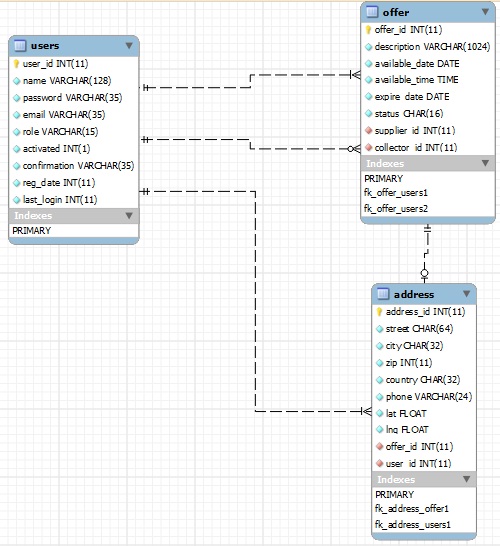 users
user_id INT(11)
name VARCHAR(128)
password VARCHAR(35)
email VARCHAR(35)
role VARCHAR(15)
activated INT(1)
confirmation VARCHAR(35)
reg_date INT(11)
last_login INT(11)
Indexes
PRIMARY
offer
offer_id INT(11)
description VARCHAR(1024)
available_date DATE
available_time TIME
expire_date DATE
status CHAR(16)
supplier_id INT(11)
collector_id INT(11)
Indexes
PRIMARY
fk_offer_users1
fk_offer_users2
address
address_id INT(11)
street CHAR(64)
city CHAR(32)
zip INT(11)
country CHAR(32)
phone VARCHAR(24)
lat FLOAT
lng FLOAT
offer_id INT(11)
user_id INT(11)
Indexes
PRIMARY
fk_address_offer1
fk_address_users1